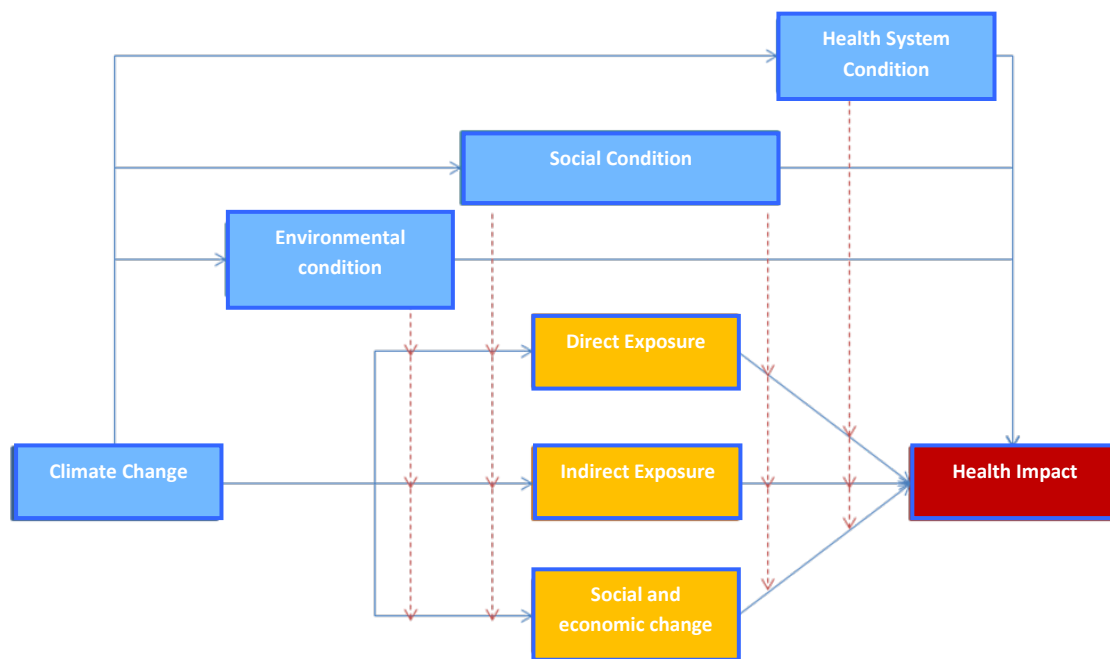 Health System
Condition
Social Condition
Environmental
condition
Direct Exposure
Climate Change
Indirect Exposure
Health Impact
Social and
economic change